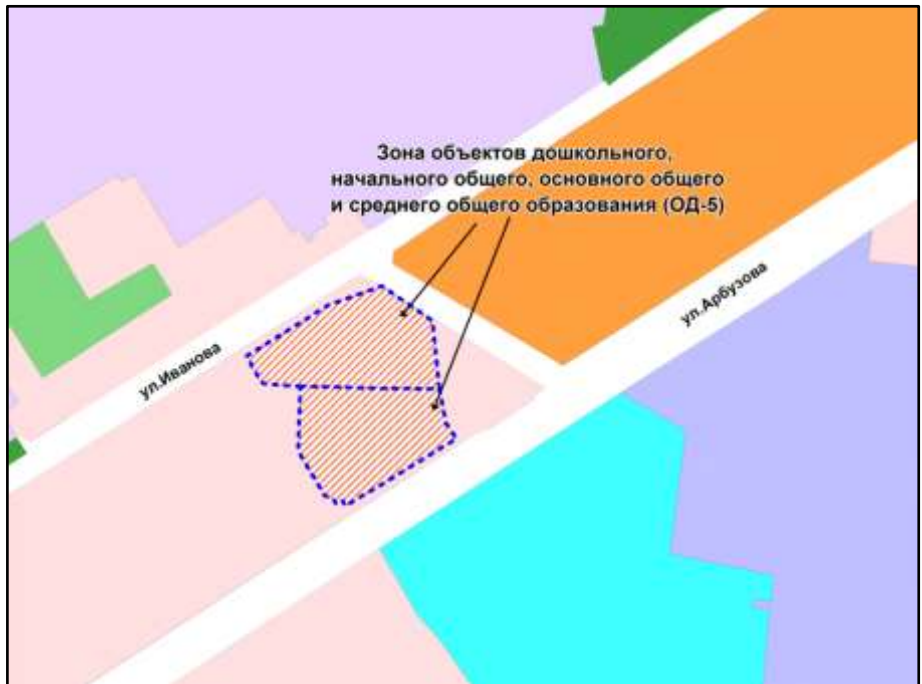 Зона объектов дошкольного,
начального общего, основного общего
и среднего общего образования (ОД-5)
ул.Арбузова
ул.Иванова